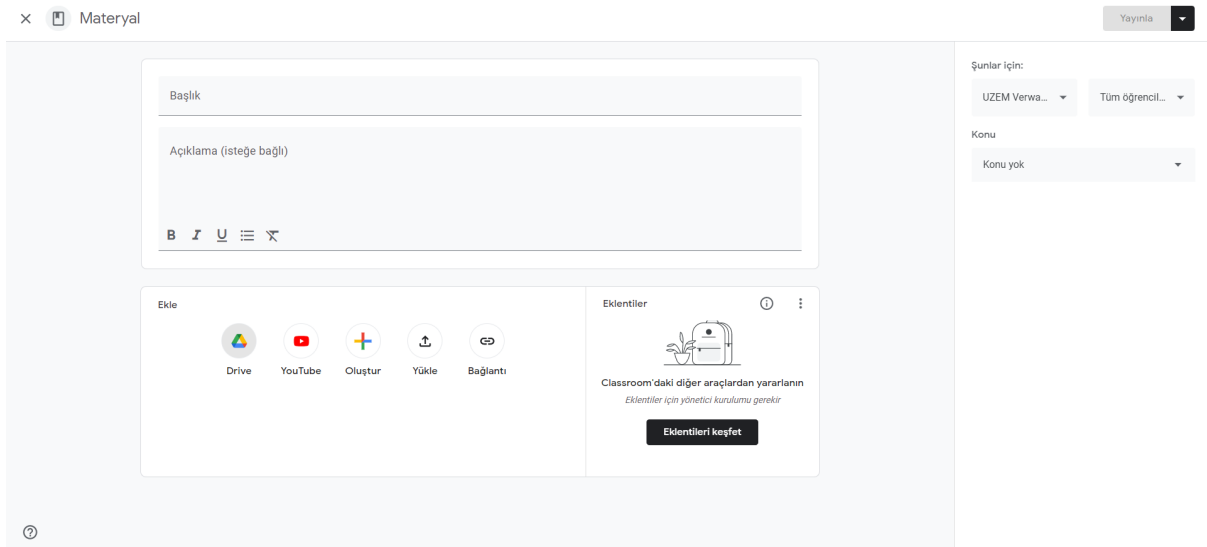 Materyal
Yayınla
Başlık
Açıklama (isteğe bağlı)
B I U
Ekle
Drive YouTube Oluştur Yükle Bağlantı
Eklentiler
Classroom'daki diğer araçlardan yararlanın
Eklentiler için yönetici kurulumu gerekir
Eklentileri keşfet
Şunlar için:
UZEM Verwa... Tüm öğrencil...
Konu
Konu yok